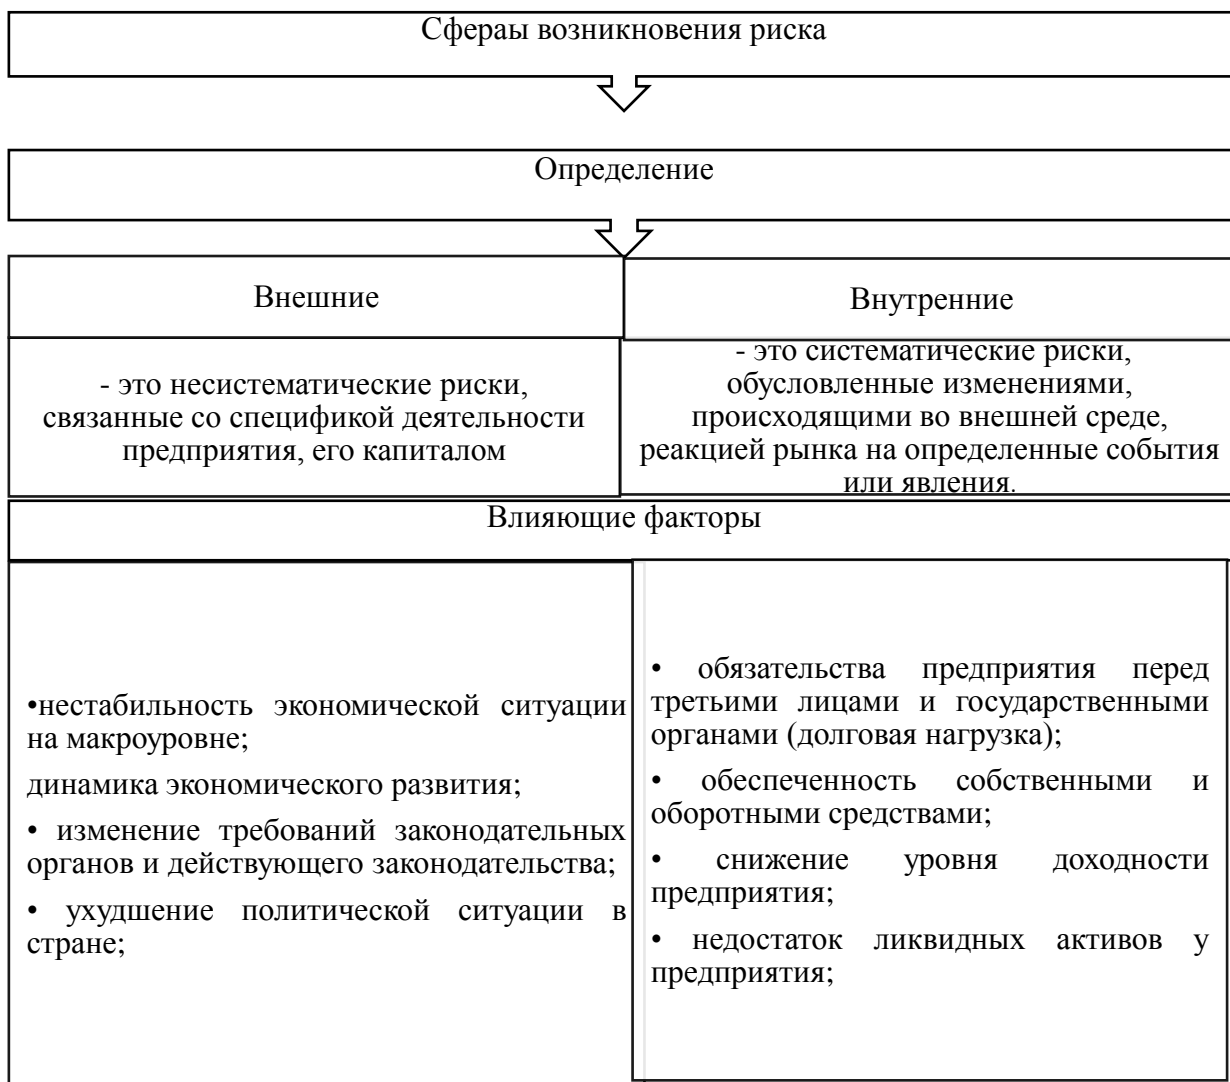 Сфераы возникновения риска
Определение
Внешние
Внутренние
- это несистематические риски,
связанные со спецификой деятельности
предприятия, его капиталом
- это систематические риски,
обусловленные изменениями,
происходящими во внешней среде,
реакцией рынка на определенные события
или явления.
Влияющие факторы
•нестабильность экономической ситуации
на макроуровне;
динамика экономического развития;
• изменение требований законодательных
органов и действующего законодательства;
• ухудшение политической ситуации в
стране;
• обязательства предприятия перед
третьими лицами и государственными
органами (долговая нагрузка);
• обеспеченность собственными и
оборотными средствами;
• снижение уровня доходности
предприятия;
• недостаток ликвидных активов у
предприятия;